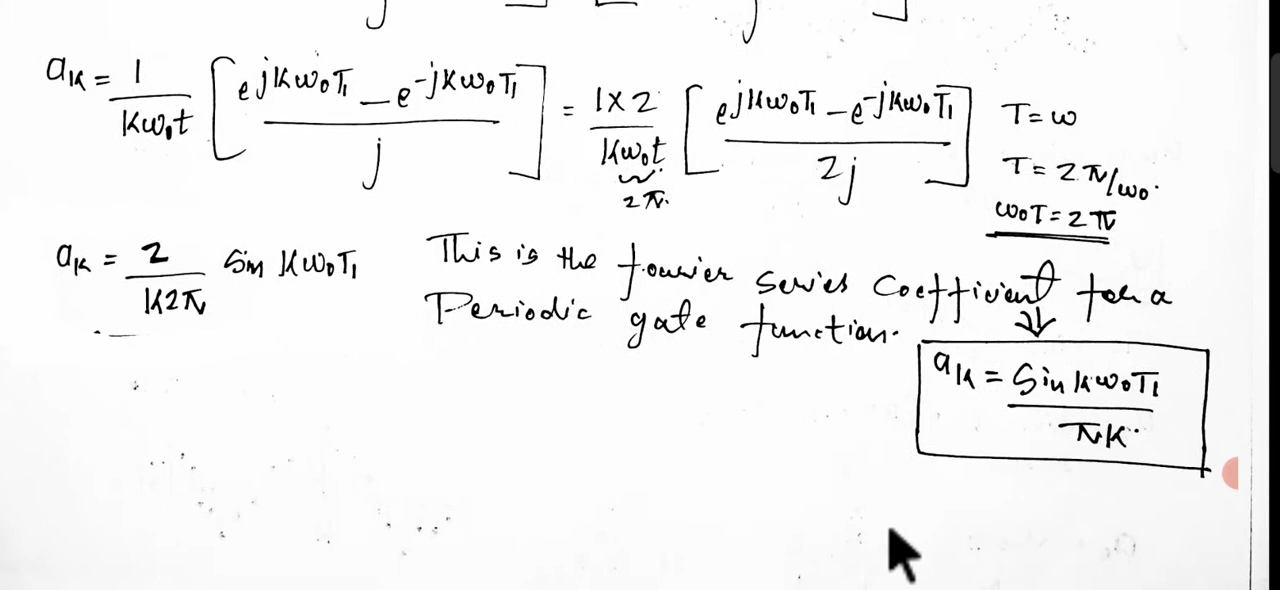 aₖ = 1/(Kω₀t) [ (e^{jKω₀T₁} - e^{-jKω₀T₁})/j ] = (1×2)/(Kω₀t) [ (e^{jKω₀T₁} - e^{-jKω₀T₁})/2j ] T = ω
2π. T = 2π/ω₀.
ω₀T = 2π
aₖ = 2/(K2π) Sin Kω₀T₁ This is the fourier series Coefficient for a
Periodic gate function.
⇓
aₖ = Sin Kω₀T₁/(πK.)